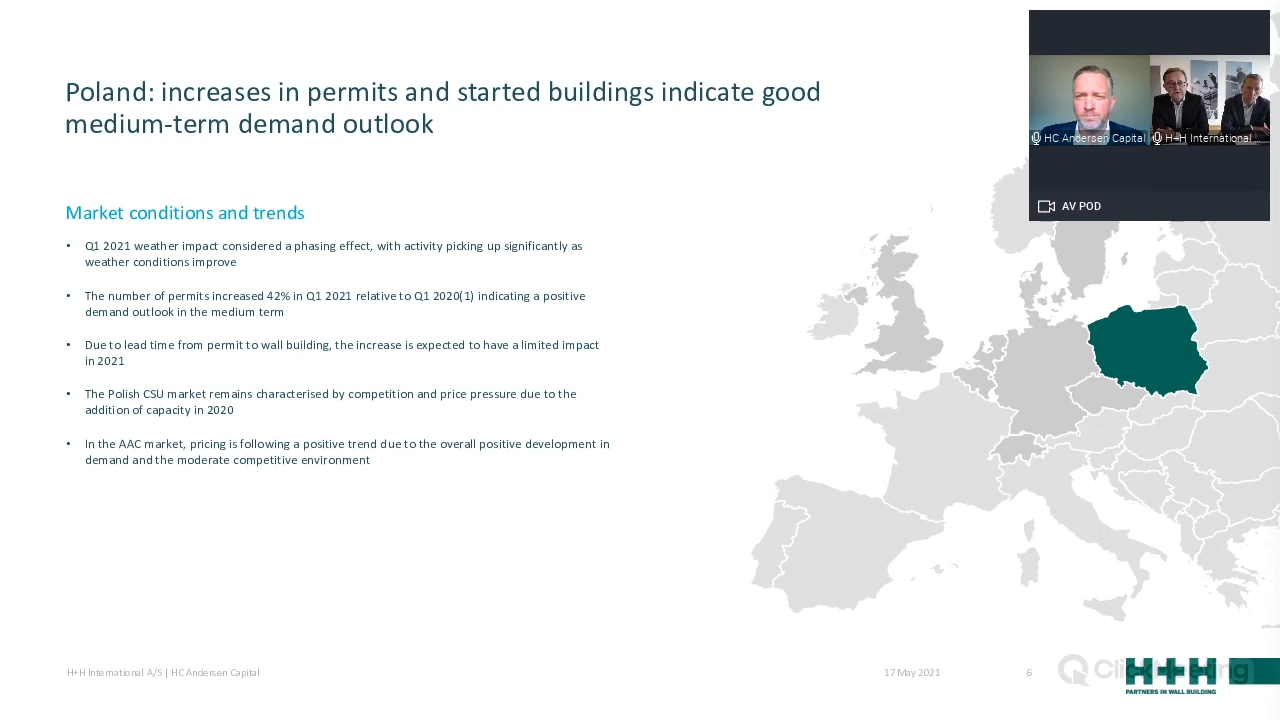 Poland: increases in permits and started buildings indicate good
medium-term demand outlook
HC Andersen Capital
H+H International ...
AV POD
Market conditions and trends
• Q1 2021 weather impact considered a phasing effect, with activity picking up significantly as
weather conditions improve
• The number of permits increased 42% in Q1 2021 relative to Q1 2020(1) indicating a positive
demand outlook in the medium term
• Due to lead time from permit to wall building, the increase is expected to have a limited impact
in 2021
• The Polish CSU market remains characterised by competition and price pressure due to the
addition of capacity in 2020
• In the AAC market, pricing is following a positive trend due to the overall positive development in
demand and the moderate competitive environment
H+H International A/S | HC Andersen Capital
17 May 2021
6
ClickMeeting
H+H
PARTNERS IN WALL BUILDING